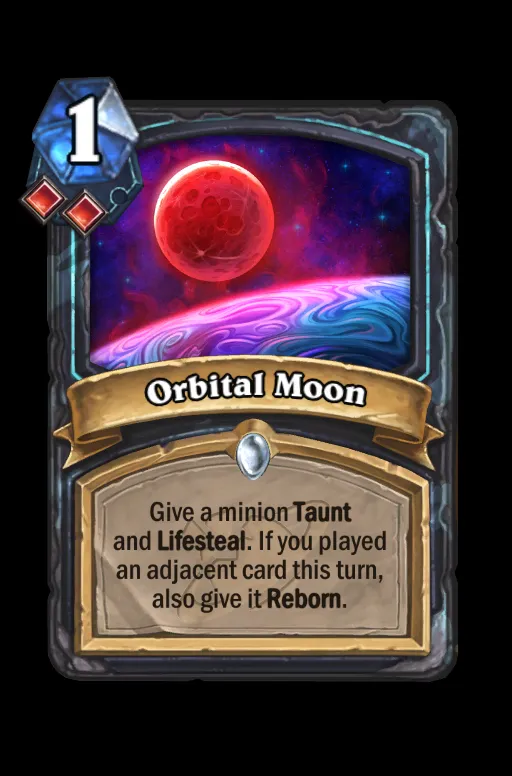 1
Orbital Moon
Give a minion Taunt
and Lifesteal. If you played
an adjacent card this turn,
also give it Reborn.